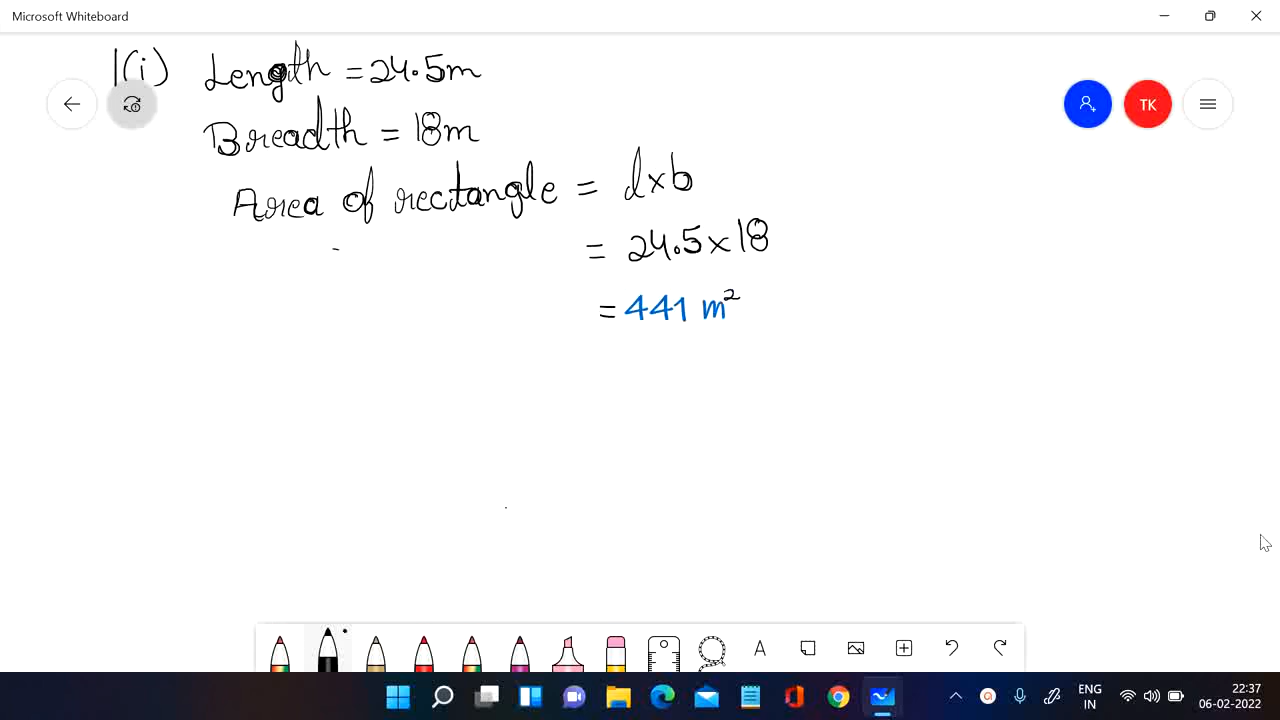 Microsoft Whiteboard
1(i) Length = 24.5m
TK
Breadth = 18m
Area of rectangle = l×b
= 24.5×18
= 441 m²
A
ENG
IN
22:37
06-02-2022